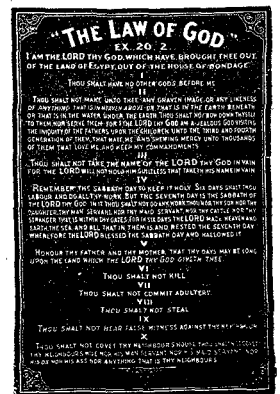 "THE LAW OF GOD"
EX. 20. 2
I AM THE LORD THY GOD, WHICH HAVE BROUGHT THEE OUT
OF THE LAND OF EGYPT, OUT OF THE HOUSE OF BONDAGE
I
THOU SHALT HAVE NO OTHER GODS BEFORE ME
II
THOU SHALT NOT MAKE UNTO THEE ANY GRAVEN IMAGE, OR ANY LIKENESS
OF ANYTHING THAT IS IN HEAVEN ABOVE OR THAT IS IN THE EARTH BENEATH
OR THAT IS IN THE WATER UNDER THE EARTH THOU SHALT NOT BOW DOWN THYSELF
TO THEM, NOR SERVE THEM: FOR I THE LORD THY GOD AM A JEALOUS GOD VISITING
THE INIQUITY OF THE FATHERS UPON THE CHILDREN UNTO THE THIRD AND FOURTH
GENERATION OF THEM THAT HATE ME: AND SHEWING MERCY UNTO THOUSANDS
OF THEM THAT LOVE ME, AND KEEP MY COMMANDMENTS
III
THOU SHALT NOT TAKE THE NAME OF THE LORD THY GOD IN VAIN
FOR THE LORD WILL NOT HOLD HIM GUILTLESS THAT TAKETH HIS NAME IN VAIN
IV
REMEMBER THE SABBATH DAY TO KEEP IT HOLY SIX DAYS SHALT THOU
LABOUR AND DO ALL THY WORK BUT THE SEVENTH DAY IS THE SABBATH OF
THE LORD THY GOD IN IT THOU SHALT NOT DO ANY WORK THOU NOR THY SON NOR THY
DAUGHTER, THY MAN SERVANT, NOR THY MAID SERVANT, NOR THY CATTLE NOR THY
STRANGER THAT IS WITHIN THY GATES: FOR IN SIX DAYS THE LORD MADE HEAVEN AND
EARTH, THE SEA, AND ALL THAT IN THEM IS AND RESTED THE SEVENTH DAY
WHEREFORE THE LORD BLESSED THE SABBATH DAY AND HALLOWED IT
V
HONOUR THY FATHER AND THY MOTHER, THAT THY DAYS MAY BE LONG
UPON THE LAND WHICH THE LORD THY GOD GIVETH THEE
VI
THOU SHALT NOT KILL
VII
THOU SHALT NOT COMMIT ADULTERY
VIII
THOU SHALT NOT STEAL
IX
THOU SHALT NOT BEAR FALSE WITNESS AGAINST THY NEIGHBOUR
X
THOU SHALT NOT COVET THY NEIGHBOUR'S HOUSE THOU SHALT NOT COVET
THY NEIGHBOUR'S WIFE NOR HIS MAN SERVANT NOR HIS MAID SERVANT NOR
HIS OX NOR HIS ASS NOR ANYTHING THAT IS THY NEIGHBOUR'S